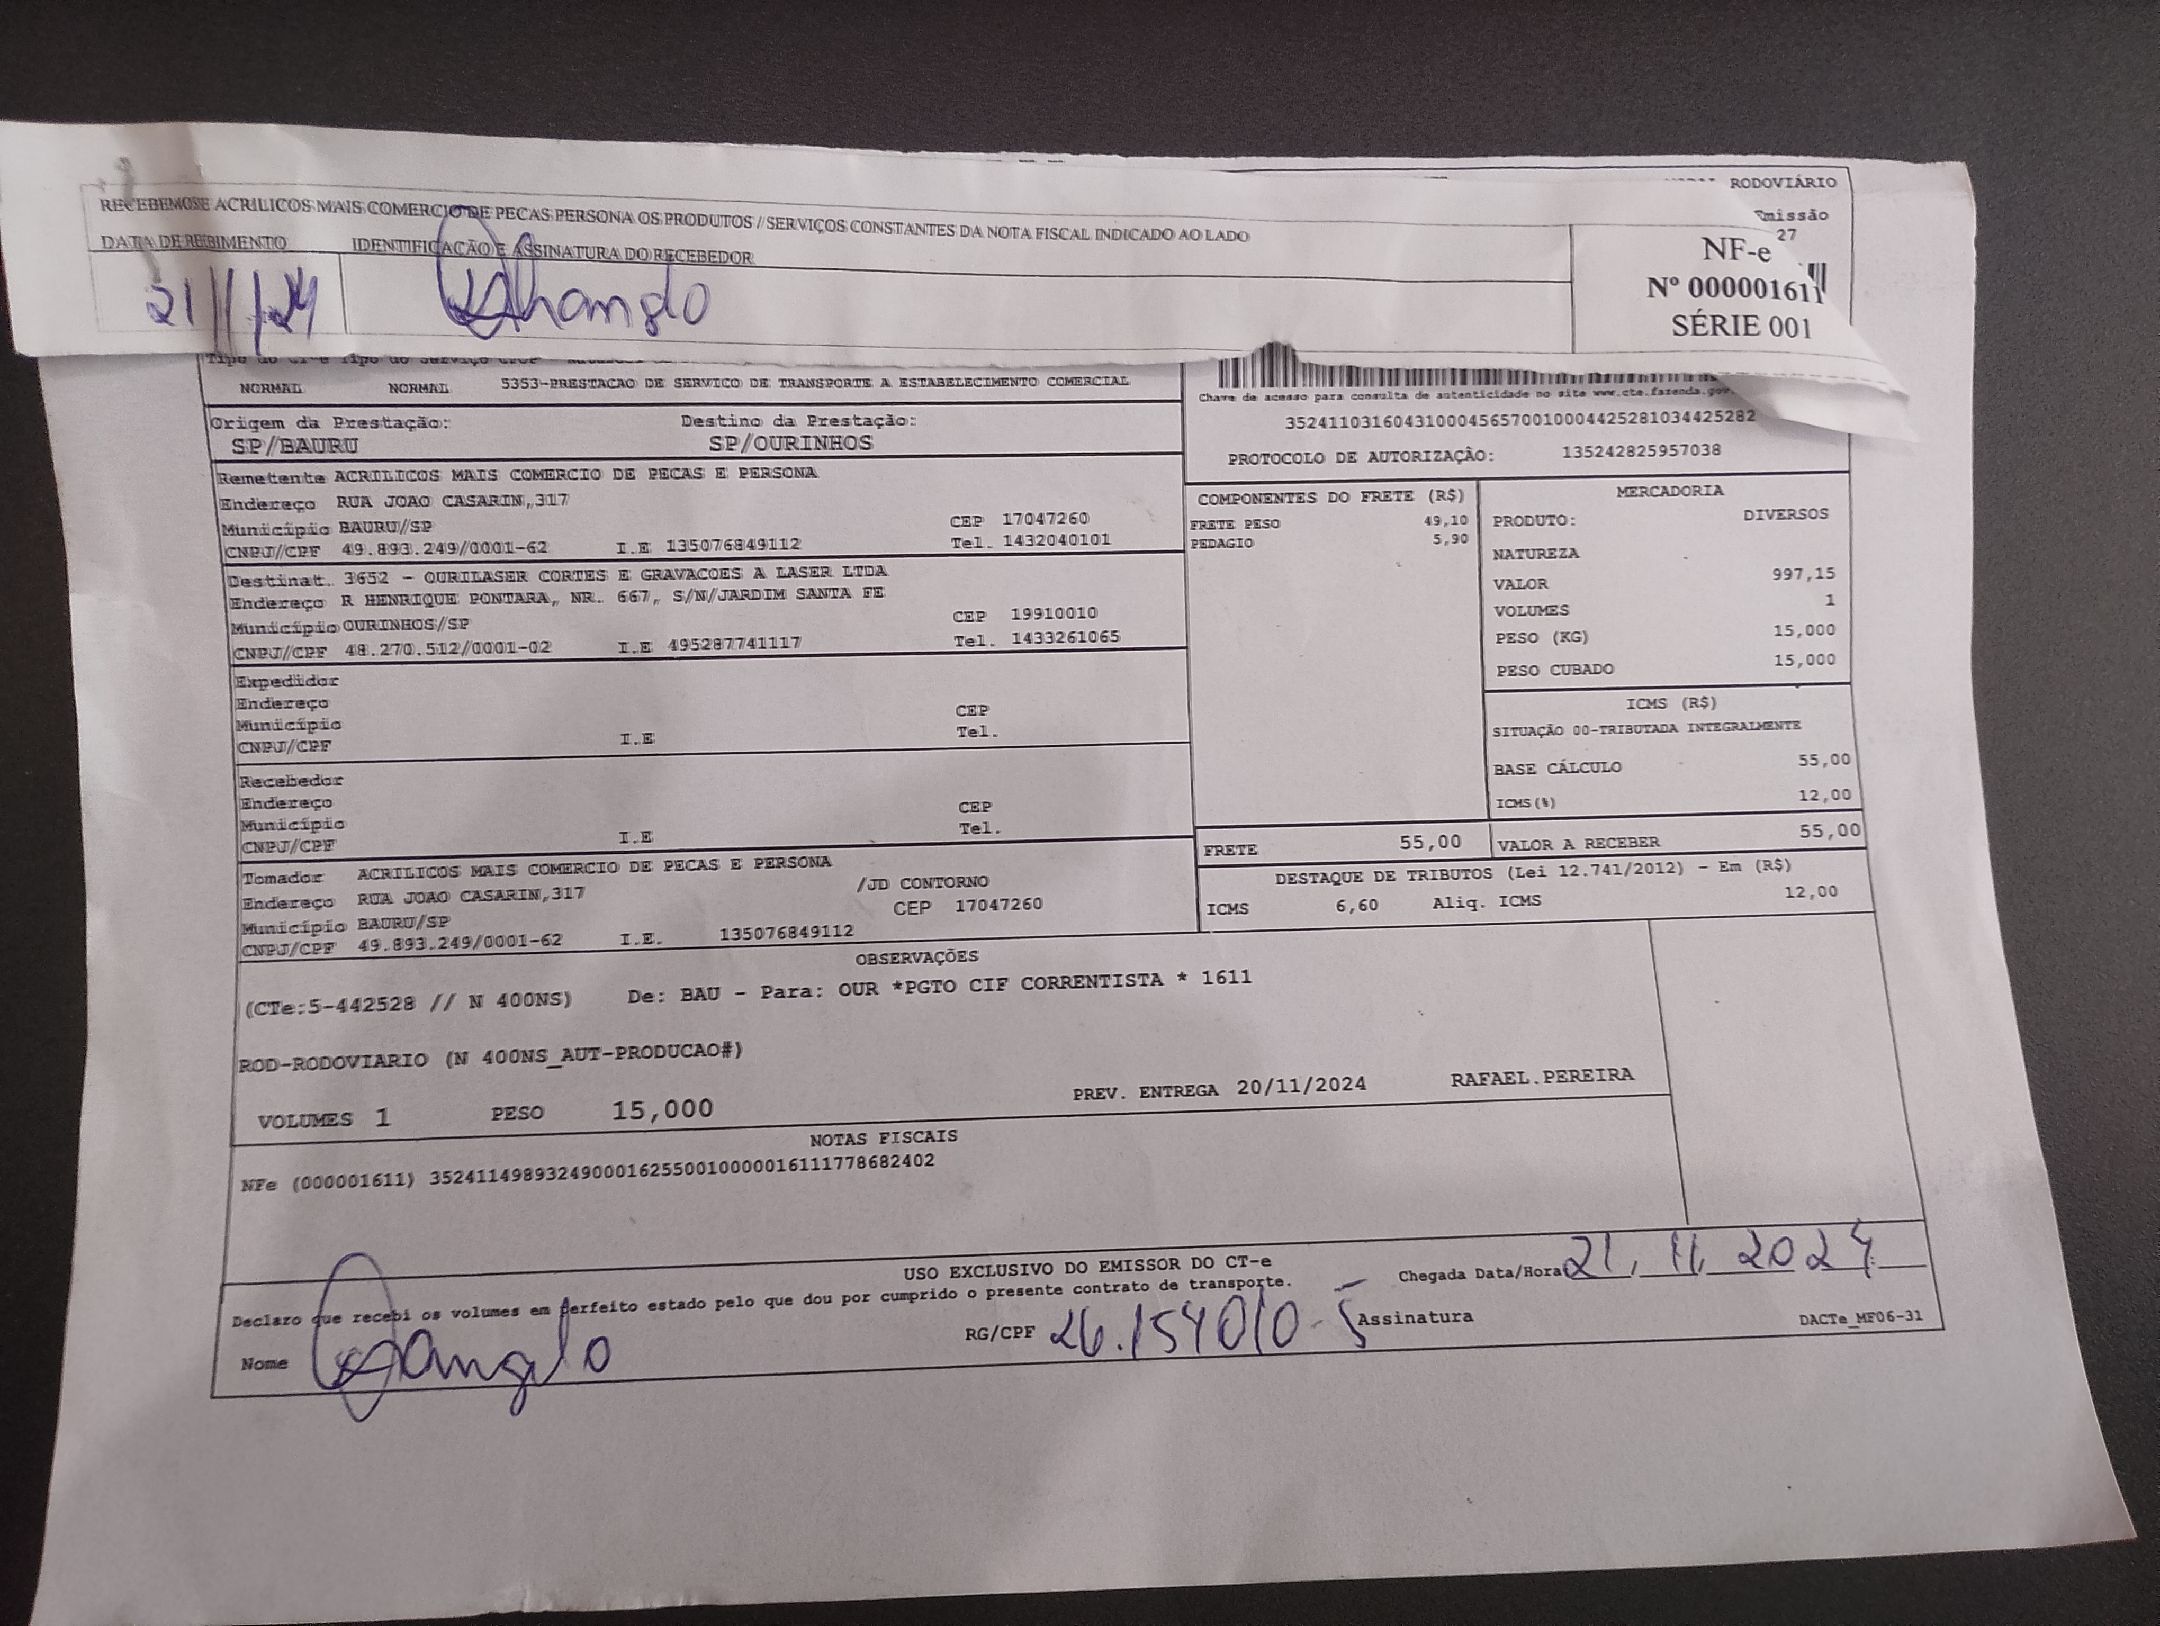 RODOVIÁRIO
RECEBEMOSE ACRILICOS MAIS COMERCIO DE PECAS PERSONA OS PRODUTOS / SERVIÇOS CONSTANTES DA NOTA FISCAL INDICADO AO LADO
DATA DE REBIMENTO IDENTIFICAÇÃO E ASSINATURA DO RECEBEDOR
27
NF-e
Nº 000001611
SÉRIE 001
21/11/24
NORMAL NORMAL 5353-PRESTACAO DE SERVICO DE TRANSPORTE A ESTABELECIMENTO COMERCIAL
Chave de acesso para consulta de autenticidade no site www.cte.fazenda.gov.
35241103160431000456570010004425281034425282
PROTOCOLO DE AUTORIZAÇÃO: 135242825957038
Origem da Prestação: Destino da Prestação:
SP/BAURU SP/OURINHOS
Remetente ACRILICOS MAIS COMERCIO DE PECAS E PERSONA
Endereço RUA JOAO CASARIN,317
Município BAURU/SP CEP 17047260
CNPJ/CPF 49.893.249/0001-62 I.E 135076849112 Tel. 1432040101
Destinat. 3652 - OURILASER CORTES E GRAVACOES A LASER LTDA
Endereço R HENRIQUE PONTARA, NR. 667, S/N/JARDIM SANTA FE
Município OURINHOS/SP CEP 19910010
CNPJ/CPF 48.270.512/0001-02 I.E 495287741117 Tel. 1433261065
Expedidor
Endereço
Município CEP
CNPJ/CPF I.E Tel.
Recebedor
Endereço
Município CEP
CNPJ/CPF I.E Tel.
Tomador ACRILICOS MAIS COMERCIO DE PECAS E PERSONA
Endereço RUA JOAO CASARIN,317 /JD CONTORNO
Município BAURU/SP CEP 17047260
CNPJ/CPF 49.893.249/0001-62 I.E. 135076849112
COMPONENTES DO FRETE (R$)
FRETE PESO 49,10
PEDAGIO 5,90
MERCADORIA
PRODUTO: DIVERSOS
NATUREZA
VALOR 997,15
VOLUMES 1
PESO (KG) 15,000
PESO CUBADO 15,000
ICMS (R$)
SITUAÇÃO 00-TRIBUTADA INTEGRALMENTE
BASE CÁLCULO 55,00
ICMS(%) 12,00
FRETE 55,00 VALOR A RECEBER 55,00
DESTAQUE DE TRIBUTOS (Lei 12.741/2012) - Em (R$)
ICMS 6,60 Aliq. ICMS 12,00
OBSERVAÇÕES
(CTe:5-442528 // N 400NS) De: BAU - Para: OUR *PGTO CIF CORRENTISTA * 1611
ROD-RODOVIARIO (N 400NS_AUT-PRODUCAO#)
VOLUMES 1 PESO 15,000 PREV. ENTREGA 20/11/2024 RAFAEL.PEREIRA
NOTAS FISCAIS
NFe (000001611) 35241149893249000162550010000016111778682402
USO EXCLUSIVO DO EMISSOR DO CT-e
Declaro que recebi os volumes em perfeito estado pelo que dou por cumprido o presente contrato de transporte. Chegada Data/Hora 21, 11, 2024
Nome RG/CPF 26.154010-5 Assinatura DACTe_MF06-31